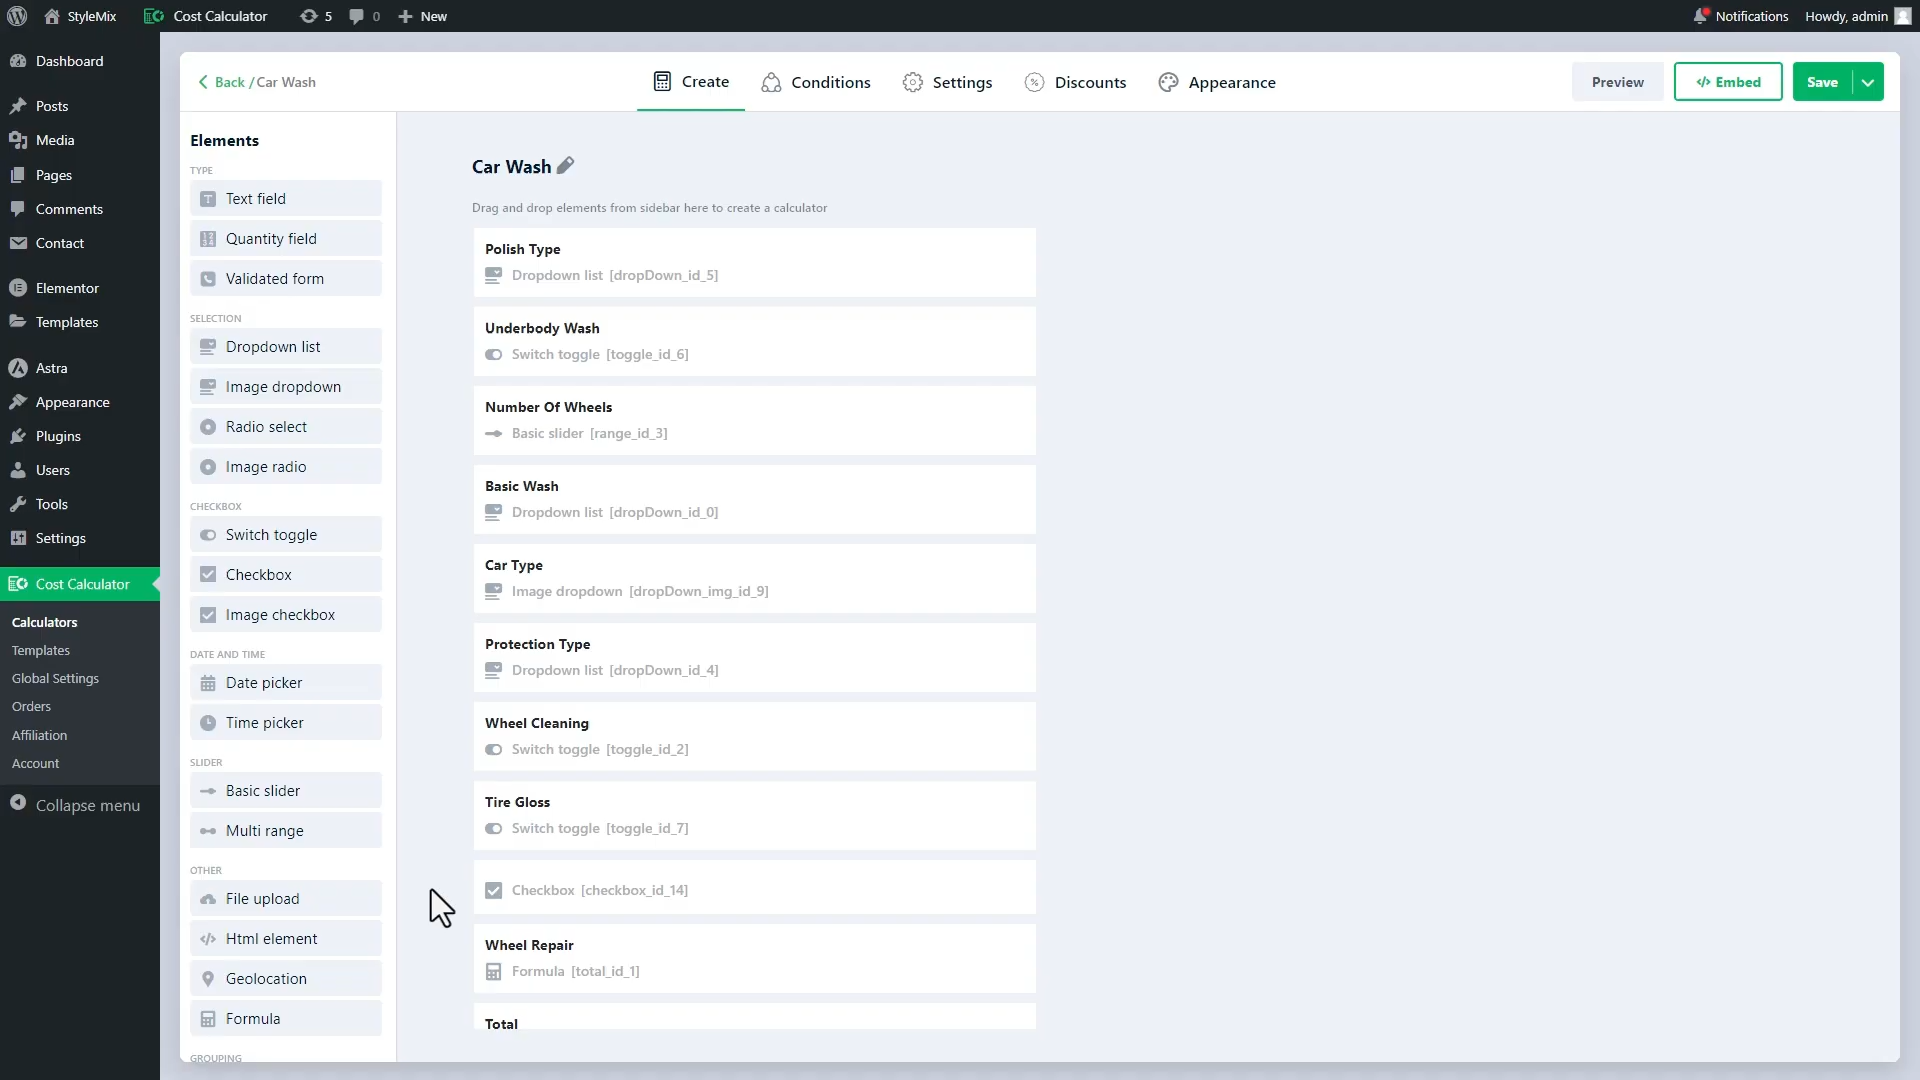 StyleMix
Cost Calculator
5
0
New
Notifications
Howdy, admin
Dashboard
Posts
Media
Pages
Comments
Contact
Elementor
Templates
Astra
Appearance
Plugins
Users
Tools
Settings
Cost Calculator
Calculators
Templates
Global Settings
Orders
Affiliation
Account
Collapse menu
Back / Car Wash
Create
Conditions
Settings
Discounts
Appearance
Preview
Embed
Save
Elements
TYPE
Text field
Quantity field
Validated form
SELECTION
Dropdown list
Image dropdown
Radio select
Image radio
CHECKBOX
Switch toggle
Checkbox
Image checkbox
DATE AND TIME
Date picker
Time picker
SLIDER
Basic slider
Multi range
OTHER
File upload
Html element
Geolocation
Formula
GROUPING
Car Wash
Drag and drop elements from sidebar here to create a calculator
Polish Type
Dropdown list [dropDown_id_5]
Underbody Wash
Switch toggle [toggle_id_6]
Number Of Wheels
Basic slider [range_id_3]
Basic Wash
Dropdown list [dropDown_id_0]
Car Type
Image dropdown [dropDown_img_id_9]
Protection Type
Dropdown list [dropDown_id_4]
Wheel Cleaning
Switch toggle [toggle_id_2]
Tire Gloss
Switch toggle [toggle_id_7]
Checkbox [checkbox_id_14]
Wheel Repair
Formula [total_id_1]
Total